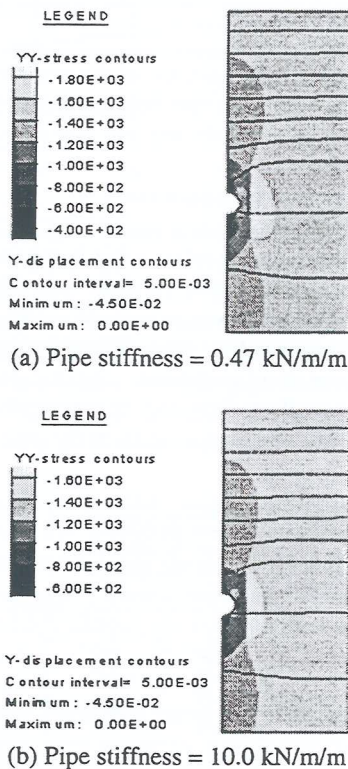 LEGEND
YY-stress contours
-1.80E+03
-1.60E+03
-1.40E+03
-1.20E+03
-1.00E+03
-8.00E+02
-6.00E+02
-4.00E+02
Y-displacement contours
Contour interval= 5.00E-03
Minimum: -4.50E-02
Maximum: 0.00E+00
(a) Pipe stiffness = 0.47 kN/m/m
LEGEND
YY-stress contours
-1.60E+03
-1.40E+03
-1.20E+03
-1.00E+03
-8.00E+02
-6.00E+02
Y-displacement contours
Contour interval= 5.00E-03
Minimum: -4.50E-02
Maximum: 0.00E+00
(b) Pipe stiffness = 10.0 kN/m/m